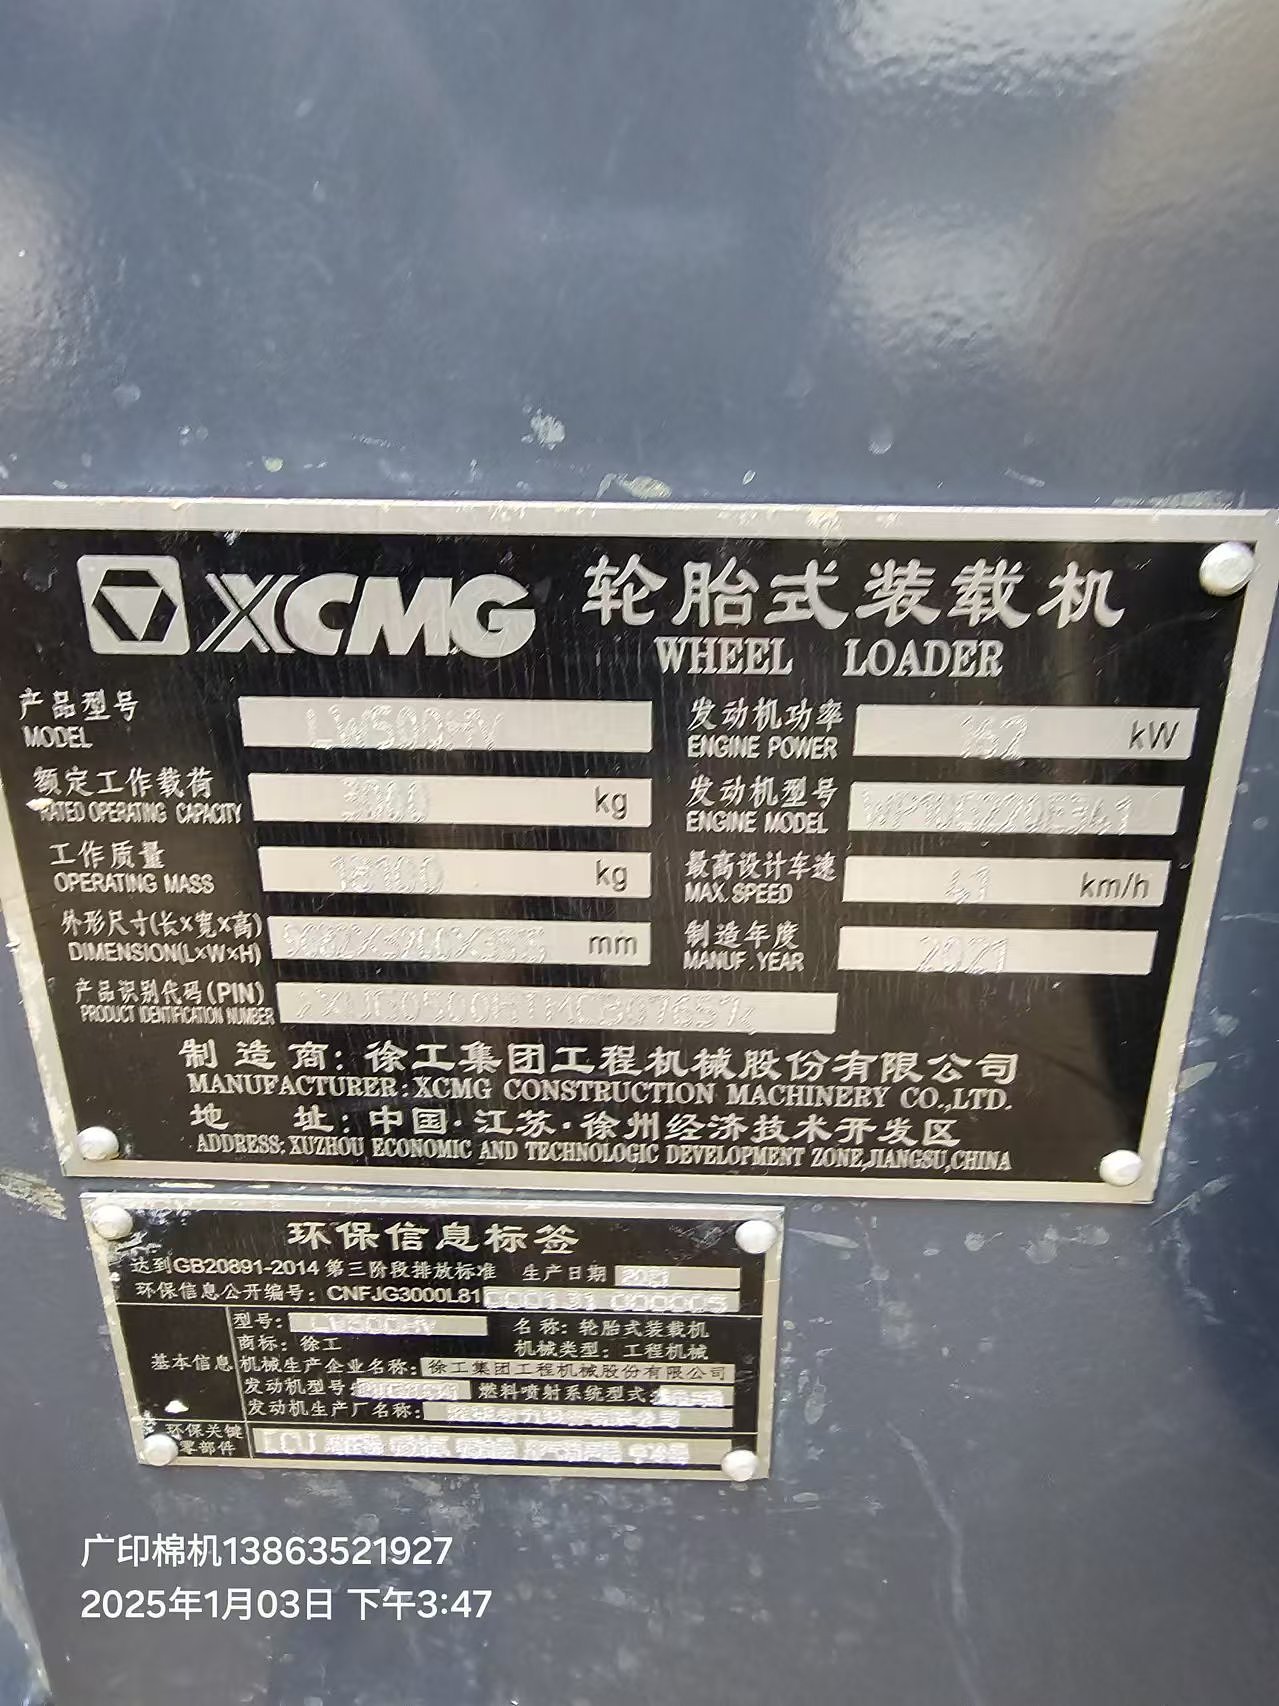 XCMG 轮胎式装载机
WHEEL LOADER
产品型号 LW500HV 发动机功率 162 kW
MODEL ENGINE POWER
额定工作载荷 kg 发动机型号
RATED OPERATING CAPACITY ENGINE MODEL
工作质量 kg 最高设计车速 41 km/h
OPERATING MASS MAX. SPEED
外形尺寸(长×宽×高) mm 制造年度 2021
DIMENSION(L×W×H) MANUF.YEAR
产品识别代码(PIN)
PRODUCT IDENTIFICATION NUMBER
制造商:徐工集团工程机械股份有限公司
MANUFACTURER:XCMG CONSTRUCTION MACHINERY CO.,LTD.
地 址:中国·江苏·徐州经济技术开发区
ADDRESS:XUZHOU ECONOMIC AND TECHNOLOGIC DEVELOPMENT ZONE,JIANGSU,CHINA
环保信息标签
达到GB20891-2014 第三阶段排放标准 生产日期 2021
环保信息公开编号:CNFJG3000L81
型号: 名称:轮胎式装载机
商标:徐工 机械类型:工程机械
基本信息 机械生产企业名称:徐工集团工程机械股份有限公司
发动机型号: 燃料喷射系统型式:
发动机生产厂名称:
环保关键
零部件 ECU
广印棉机13863521927
2025年1月03日 下午3:47